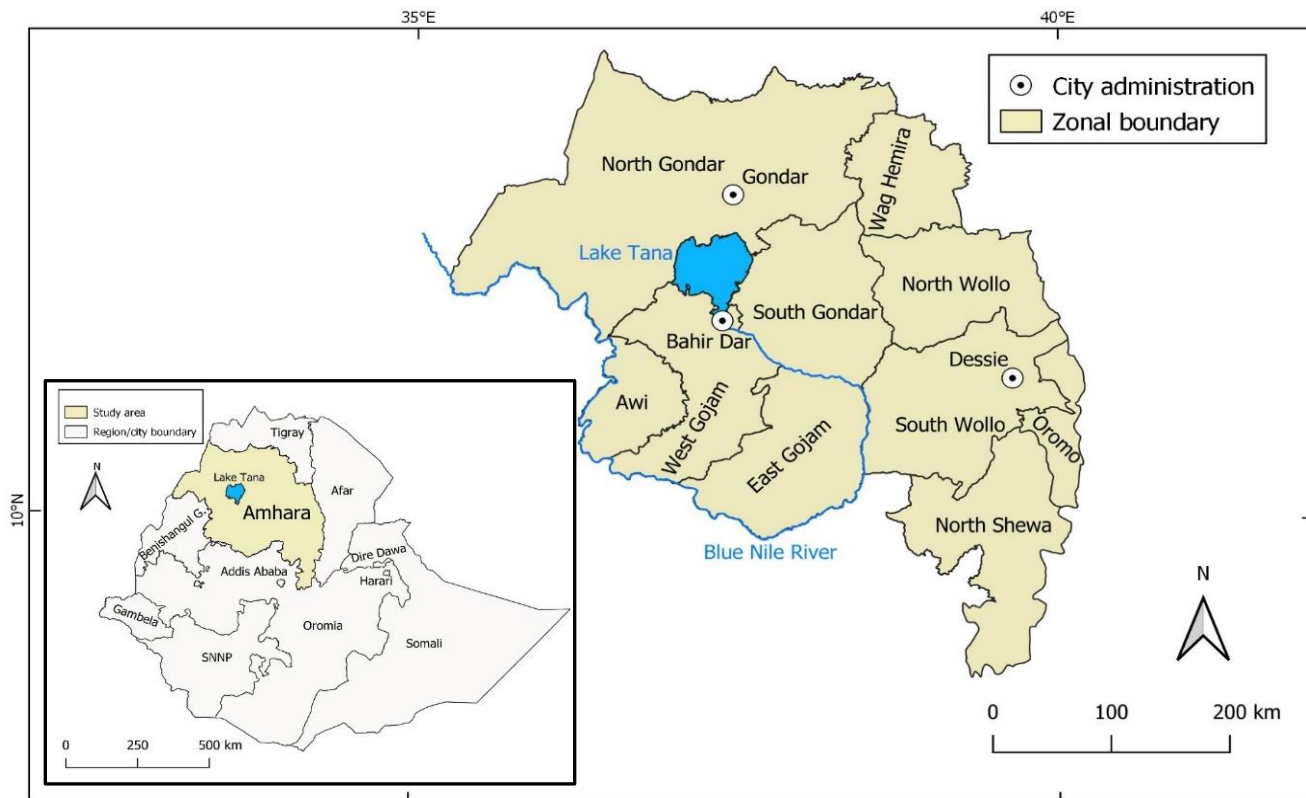 35°E
40°E
10°N
City administration
Zonal boundary
North Gondar
Gondar
Wag Hemira
Lake Tana
North Wollo
South Gondar
Bahir Dar
Dessie
Awi
West Gojam
East Gojam
South Wollo
Oromo
North Shewa
Blue Nile River
N
0 100 200 km
Study area
Region/city boundary
N
Tigray
Lake Tana
Afar
Amhara
Benishangul G.
Dire Dawa
Addis Ababa
Harari
Gambela
Oromia
Somali
SNNP
0 250 500 km